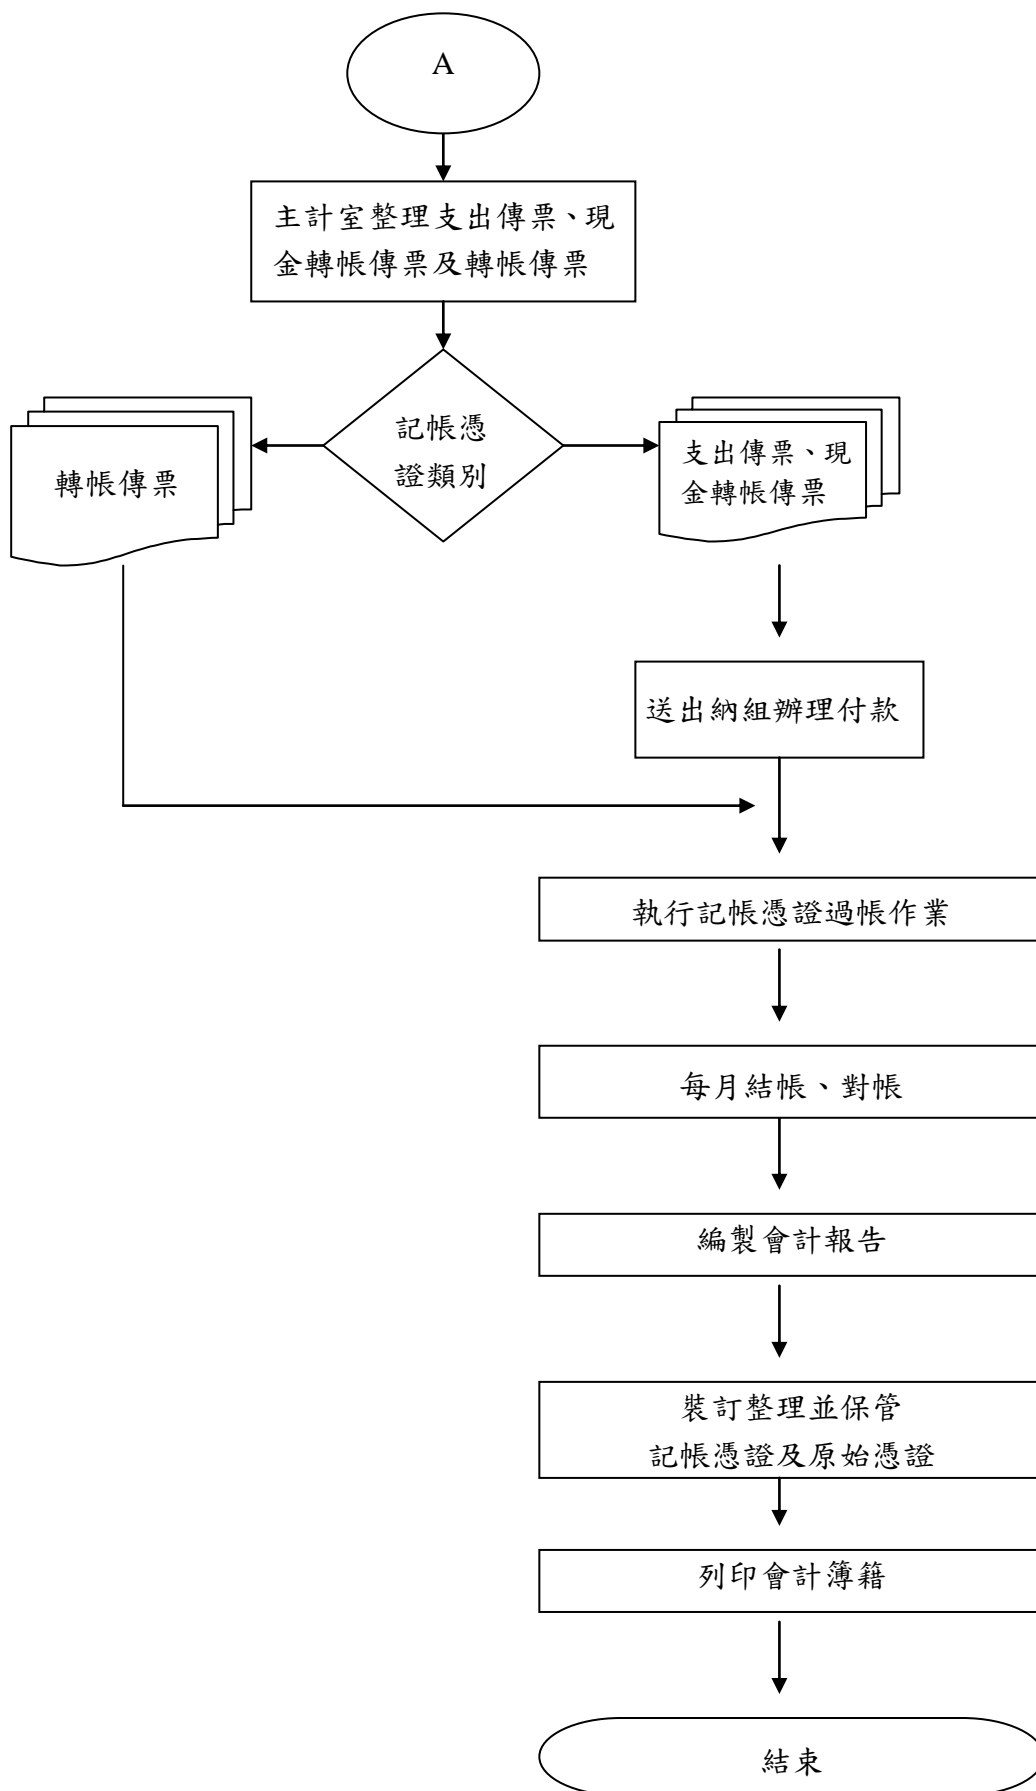 A
主計室整理支出傳票、現
金轉帳傳票及轉帳傳票
記帳憑
證類別
轉帳傳票
支出傳票、現
金轉帳傳票
送出納組辦理付款
執行記帳憑證過帳作業
每月結帳、對帳
編製會計報告
裝訂整理並保管
記帳憑證及原始憑證
列印會計簿籍
結束